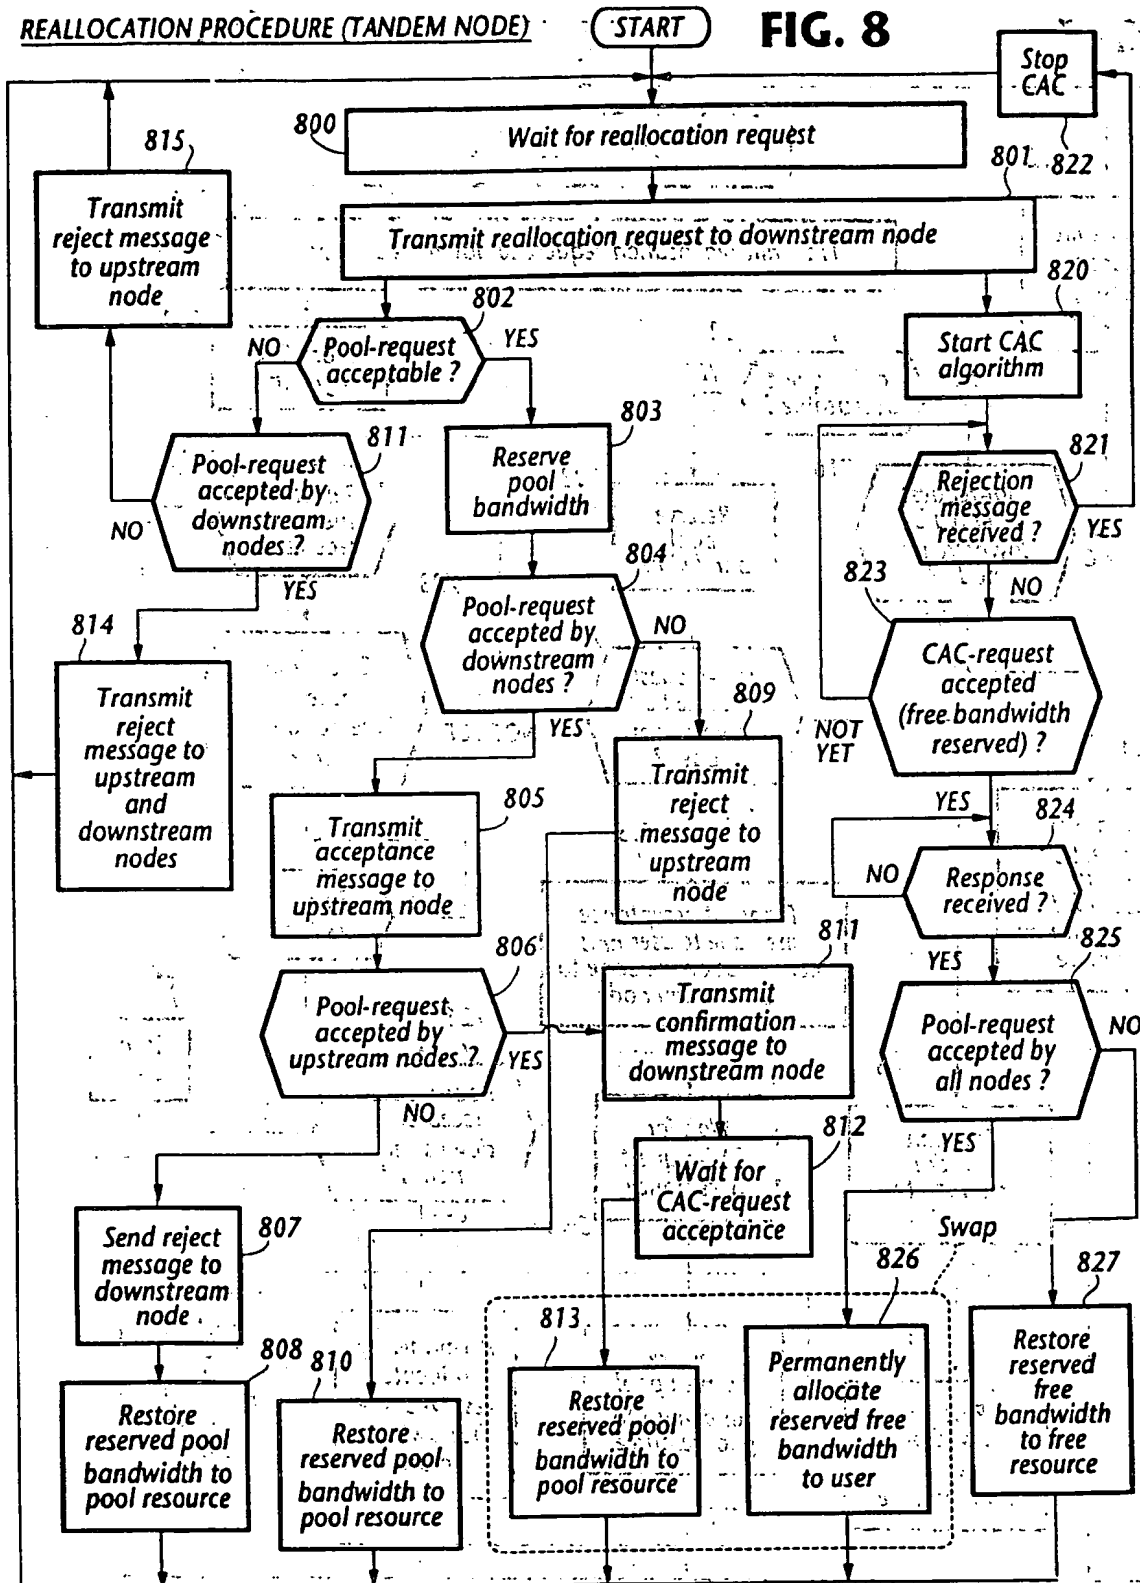 REALLOCATION PROCEDURE (TANDEM NODE)
START
FIG. 8
Stop
CAC
822
800
Wait for reallocation request
801
Transmit reallocation request to downstream node
815
Transmit
reject message
to upstream
node
802
Pool-request
acceptable ?
NO
YES
820
Start CAC
algorithm
811
Pool-request
accepted by
downstream
nodes ?
NO
YES
803
Reserve
pool
bandwidth
821
Rejection
message
received ?
YES
NO
804
Pool-request
accepted by
downstream
nodes ?
NO
YES
823
CAC-request
accepted
(free bandwidth
reserved) ?
NOT
YET
YES
814
Transmit
reject
message to
upstream
and
downstream
nodes
809
Transmit
reject
message to
upstream
node
805
Transmit
acceptance
message to
upstream node
824
Response
received ?
NO
YES
806
Pool-request
accepted by
upstream nodes ?
YES
NO
811
Transmit
confirmation
message to
downstream node
825
Pool-request
accepted by
all nodes ?
NO
YES
812
Wait for
CAC-request
acceptance
807
Send reject
message to
downstream
node
Swap
808
Restore
reserved pool
bandwidth to
pool resource
810
Restore
reserved pool
bandwidth to
pool resource
813
Restore
reserved pool
bandwidth to
pool resource
826
Permanently
allocate
reserved free
bandwidth
to user
827
Restore
reserved
free
bandwidth
to free
resource